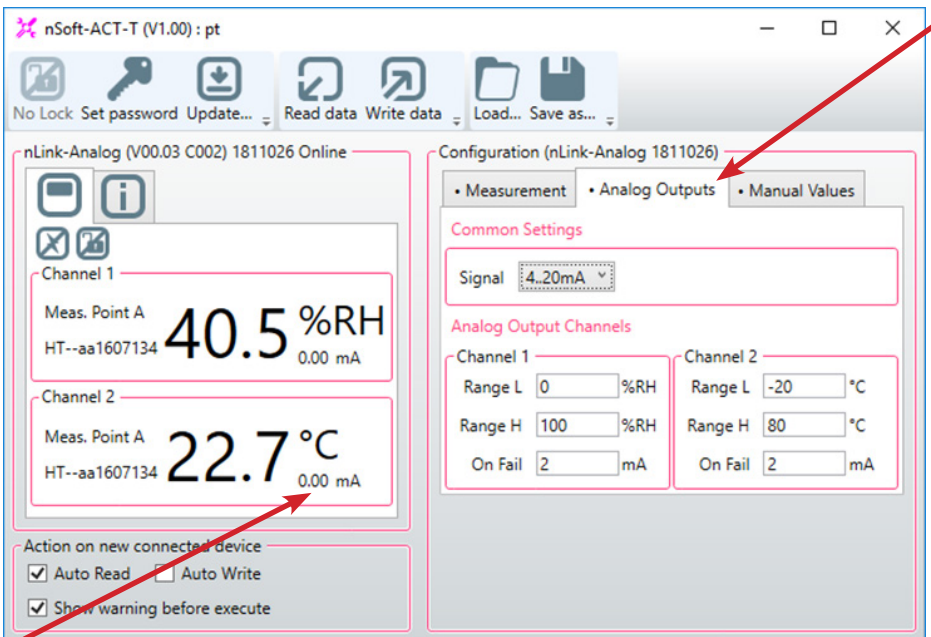 nSoft-ACT-T (V1.00) : pt
No Lock Set password Update... Read data Write data Load... Save as...
nLink-Analog (V00.03 C002) 1811026 Online
Channel 1
Meas. Point A
HT--aa1607134
40.5 %RH
0.00 mA
Channel 2
Meas. Point A
HT--aa1607134
22.7 °C
0.00 mA
Action on new connected device
Auto Read Auto Write
Show warning before execute
Configuration (nLink-Analog 1811026)
• Measurement • Analog Outputs • Manual Values
Common Settings
Signal 4..20mA
Analog Output Channels
Channel 1
Range L 0 %RH
Range H 100 %RH
On Fail 2 mA
Channel 2
Range L -20 °C
Range H 80 °C
On Fail 2 mA